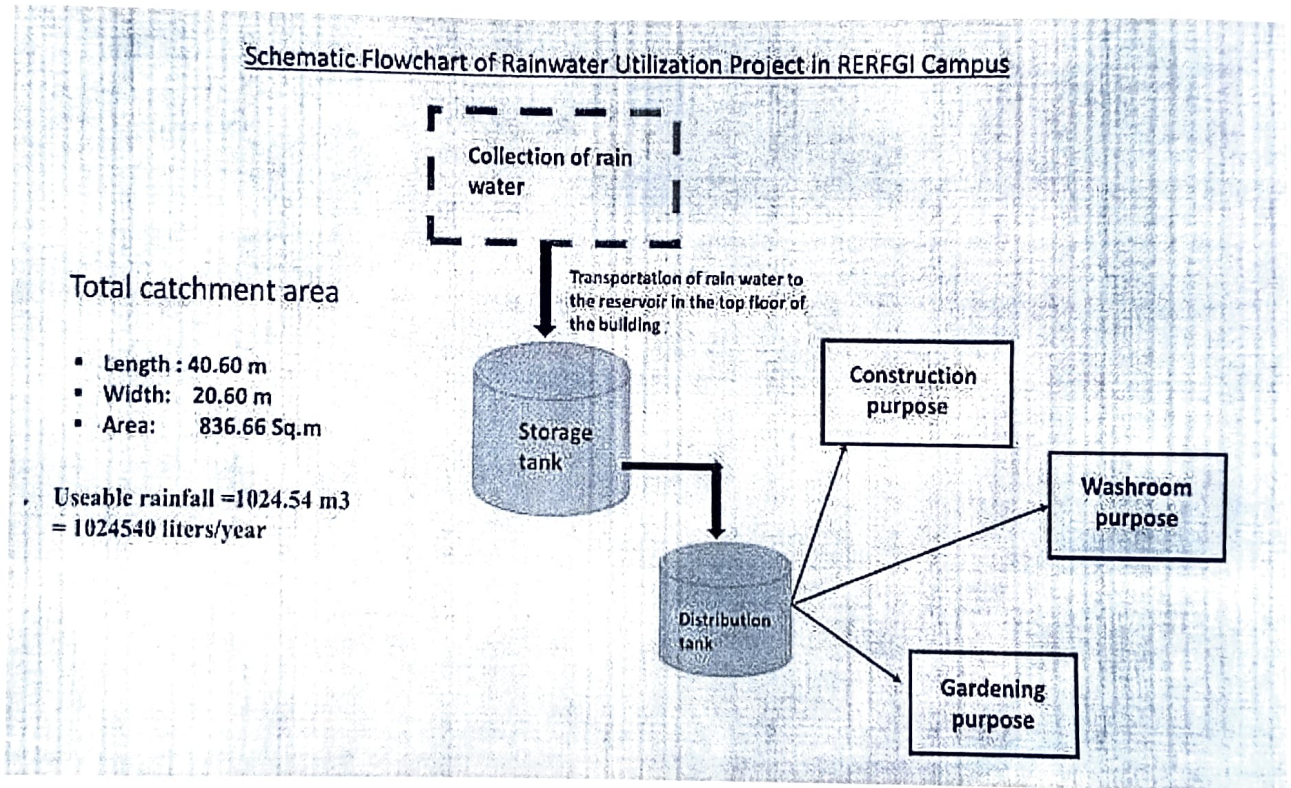 Schematic Flowchart of Rainwater Utilization Project in RERFGI Campus
Collection of rain
water
Transportation of rain water to
the reservoir in the top floor of
the building
Total catchment area
▪ Length : 40.60 m
▪ Width: 20.60 m
▪ Area: 836.66 Sq.m
Useable rainfall =1024.54 m3
= 1024540 liters/year
Storage
tank
Distribution
tank
Construction
purpose
Washroom
purpose
Gardening
purpose